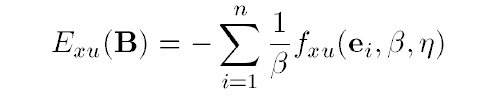 $E_{xu}(\mathbf{B}) = -\sum_{i=1}^{n} \frac{1}{\beta} f_{xu}(\mathbf{e}_i, \beta, \eta)$